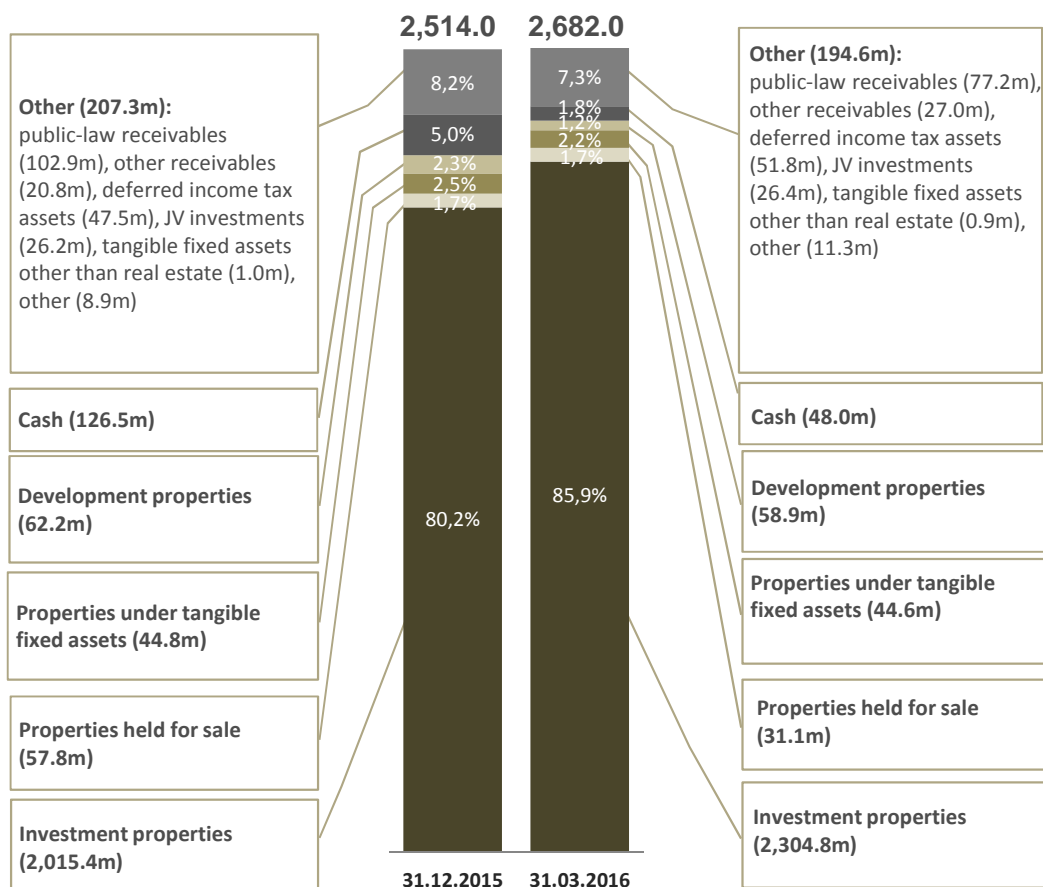 2,514.0
2,682.0
Other (207.3m):
public-law receivables
(102.9m), other receivables
(20.8m), deferred income tax
assets (47.5m), JV investments
(26.2m), tangible fixed assets
other than real estate (1.0m),
other (8.9m)
Cash (126.5m)
Development properties
(62.2m)
Properties under tangible
fixed assets (44.8m)
Properties held for sale
(57.8m)
Investment properties
(2,015.4m)
8,2%
5,0%
2,3%
2,5%
1,7%
80,2%
31.12.2015
7,3%
1,8%
1,2%
2,2%
1,7%
85,9%
31.03.2016
Other (194.6m):
public-law receivables (77.2m),
other receivables (27.0m),
deferred income tax assets
(51.8m), JV investments
(26.4m), tangible fixed assets
other than real estate (0.9m),
other (11.3m)
Cash (48.0m)
Development properties
(58.9m)
Properties under tangible
fixed assets (44.6m)
Properties held for sale
(31.1m)
Investment properties
(2,304.8m)